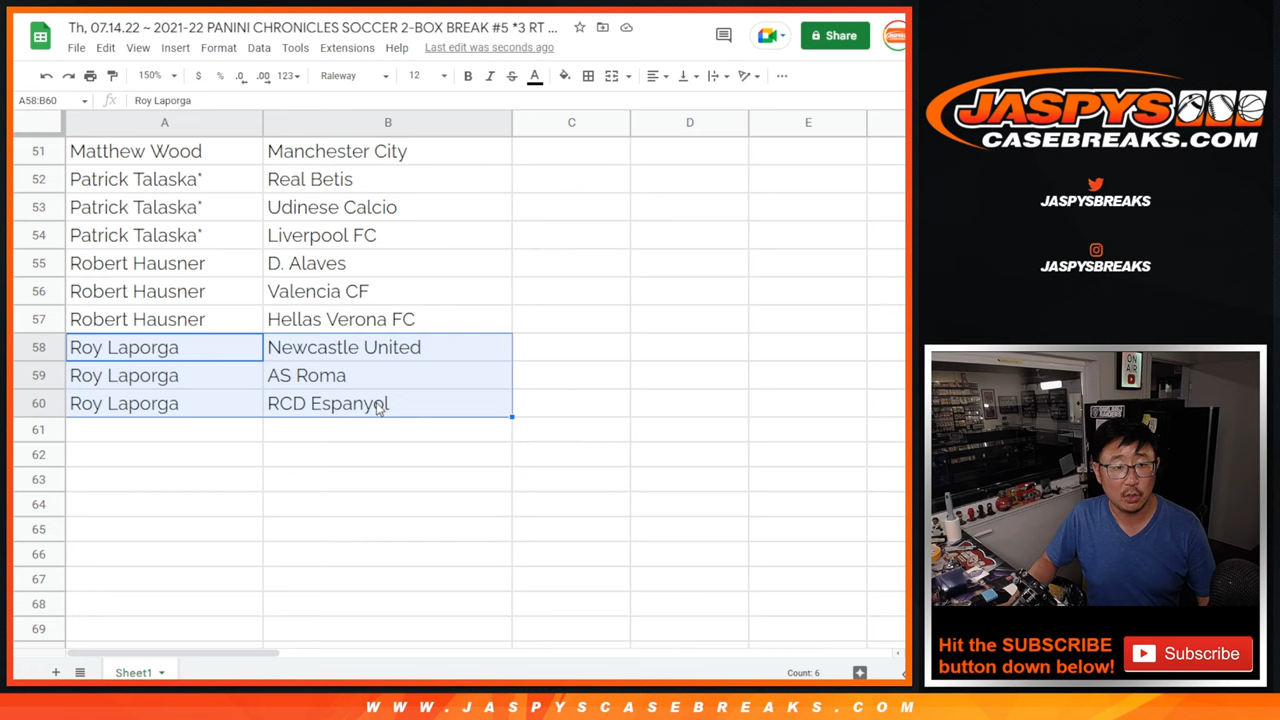 Th, 07.14.22 ~ 2021-22 PANINI CHRONICLES SOCCER 2-BOX BREAK #5 *3 RT ...
File Edit View Insert Format Data Tools Extensions Help Last edit was seconds ago
Share
150% $ % .0 .00 123 Raleway 12 B I S A
A58:B60 fx Roy Laporga
A B C D E
51 Matthew Wood Manchester City
52 Patrick Talaska* Real Betis
53 Patrick Talaska* Udinese Calcio
54 Patrick Talaska* Liverpool FC
55 Robert Hausner D. Alaves
56 Robert Hausner Valencia CF
57 Robert Hausner Hellas Verona FC
58 Roy Laporga Newcastle United
59 Roy Laporga AS Roma
60 Roy Laporga RCD Espanyol
61
62
63
64
65
66
67
68
69
Sheet1
Count: 6
JASPYS
CASEBREAKS.COM
JASPYSBREAKS
JASPYSBREAKS
ON AIR
Hit the SUBSCRIBE
button down below!
Subscribe
WWW.JASPYSCASEBREAKS.COM